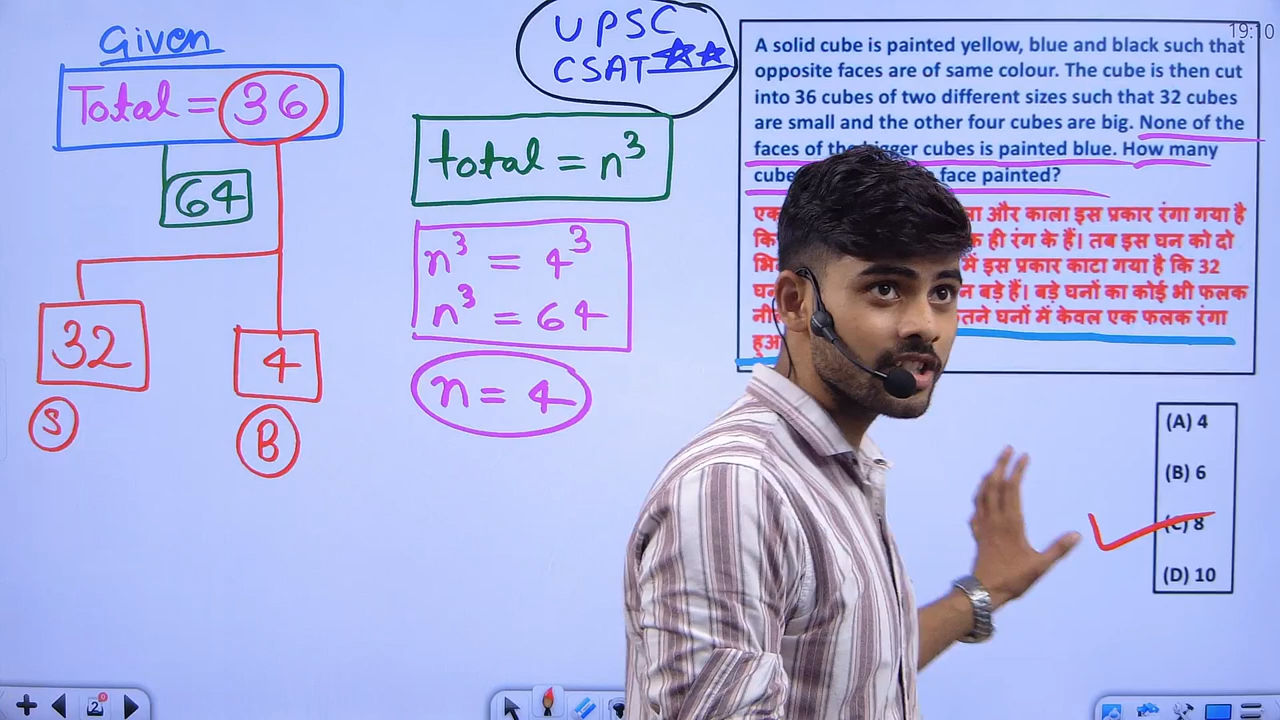 Given
Total = 36
64
32
4
S
B
UPSC
CSAT
total = n³
n³ = 4³
n³ = 64
n = 4
19:10
A solid cube is painted yellow, blue and black such that
opposite faces are of same colour. The cube is then cut
into 36 cubes of two different sizes such that 32 cubes
are small and the other four cubes are big. None of the
faces of the bigger cubes is painted blue. How many
face painted?
और काला इस प्रकार रंगा गया है
ही रंग के हैं। तब इस घन को दो
में इस प्रकार काटा गया है कि 32
बड़े हैं। बड़े घनों का कोई भी फलक
घनों में केवल एक फलक रंगा
(A) 4
(B) 6
(C) 8
(D) 10
2
0